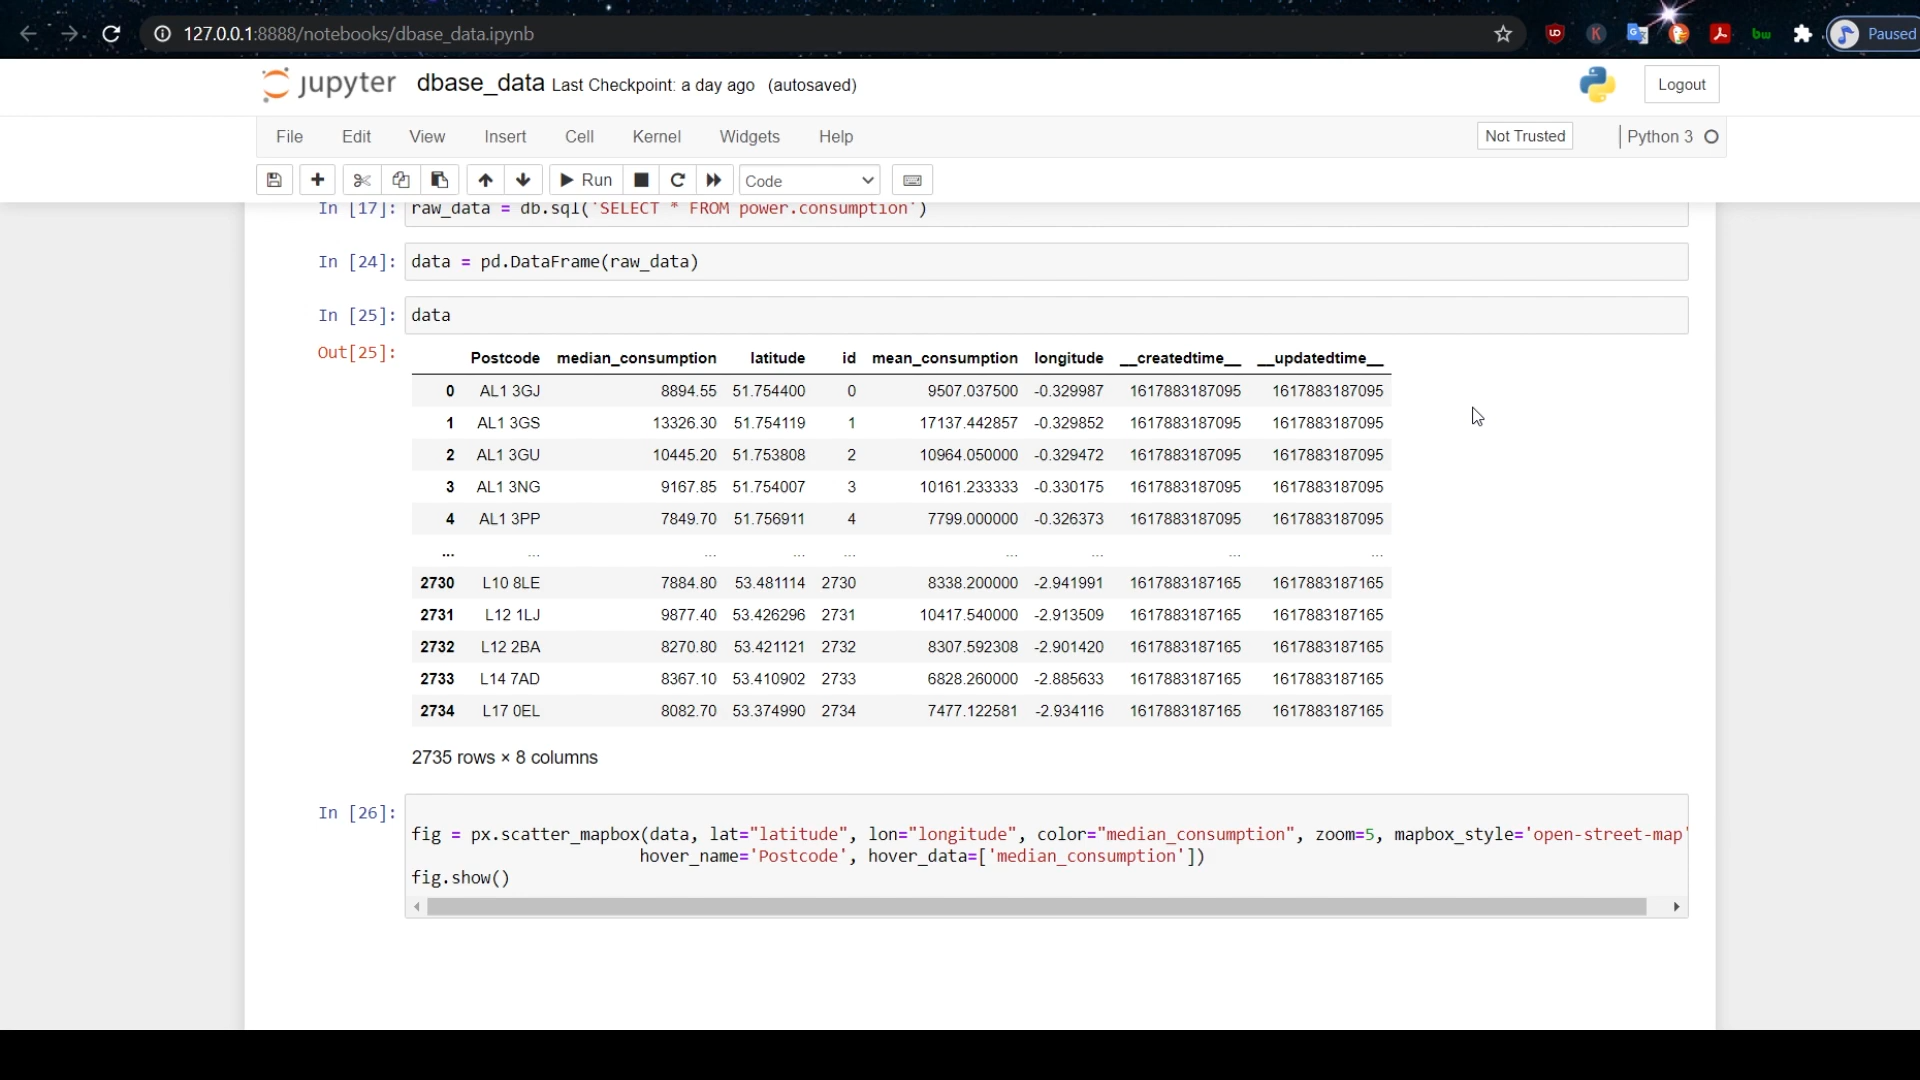 127.0.0.1:8888/notebooks/dbase_data.ipynb
Paused
jupyter dbase_data Last Checkpoint: a day ago (autosaved)
Logout
File Edit View Insert Cell Kernel Widgets Help
Not Trusted
Python 3
Run
Code
In [17]: raw_data = db.sql('SELECT * FROM power.consumption')
In [24]: data = pd.DataFrame(raw_data)
In [25]: data
Out[25]:
Postcode median_consumption latitude id mean_consumption longitude __createdtime__ __updatedtime__
0 AL1 3GJ 8894.55 51.754400 0 9507.037500 -0.329987 1617883187095 1617883187095
1 AL1 3GS 13326.30 51.754119 1 17137.442857 -0.329852 1617883187095 1617883187095
2 AL1 3GU 10445.20 51.753808 2 10964.050000 -0.329472 1617883187095 1617883187095
3 AL1 3NG 9167.85 51.754007 3 10161.233333 -0.330175 1617883187095 1617883187095
4 AL1 3PP 7849.70 51.756911 4 7799.000000 -0.326373 1617883187095 1617883187095
... ... ... ... ... ... ... ... ...
2730 L10 8LE 7884.80 53.481114 2730 8338.200000 -2.941991 1617883187165 1617883187165
2731 L12 1LJ 9877.40 53.426296 2731 10417.540000 -2.913509 1617883187165 1617883187165
2732 L12 2BA 8270.80 53.421121 2732 8307.592308 -2.901420 1617883187165 1617883187165
2733 L14 7AD 8367.10 53.410902 2733 6828.260000 -2.885633 1617883187165 1617883187165
2734 L17 0EL 8082.70 53.374990 2734 7477.122581 -2.934116 1617883187165 1617883187165
2735 rows × 8 columns
In [26]:
fig = px.scatter_mapbox(data, lat="latitude", lon="longitude", color="median_consumption", zoom=5, mapbox_style='open-street-map'
hover_name='Postcode', hover_data=['median_consumption'])
fig.show()